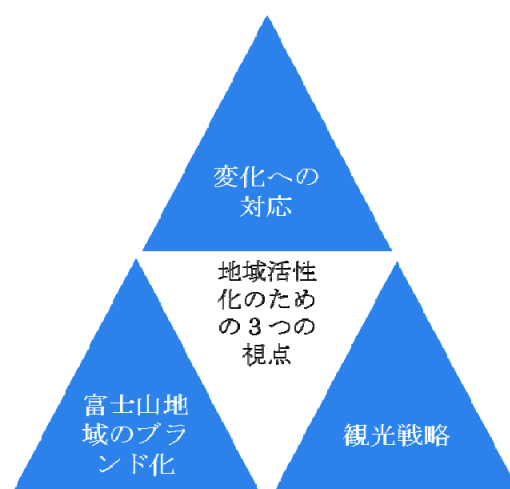 変化への
対応
地域活性
化のため
の３つの
視点
富士山地
域のブラ
ンド化
観光戦略